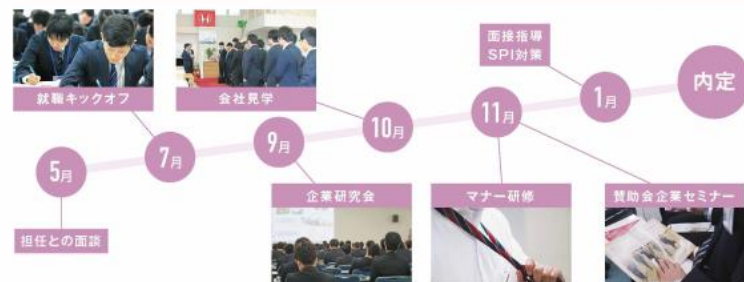 面接指導
SPI対策
内定
1月
11月
10月
9月
7月
5月
就職キックオフ
会社見学
企業研究会
マナー研修
賛助会企業セミナー
担任との面談